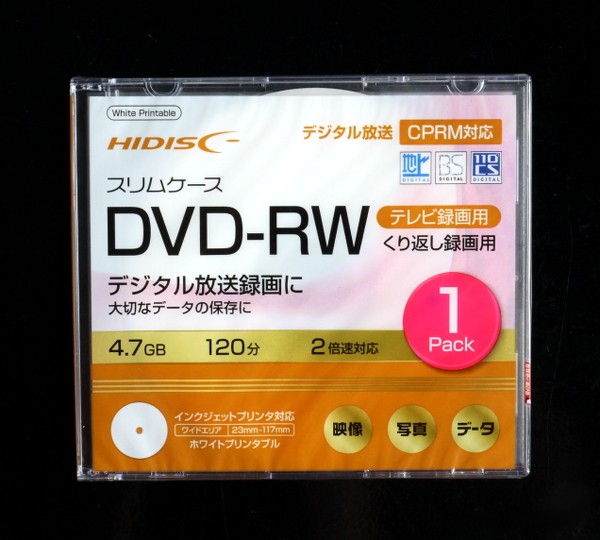 White Printable
HIDISC
デジタル放送 CPRM対応
地上 DIGITAL
BS DIGITAL
110 CS DIGITAL
スリムケース
DVD-RW
テレビ録画用
くり返し録画用
デジタル放送録画に
大切なデータの保存に
1
Pack
4.7GB 120分 2倍速対応
インクジェットプリンタ対応
ワイドエリア 23mm-117mm
ホワイトプリンタブル
映像 写真 データ